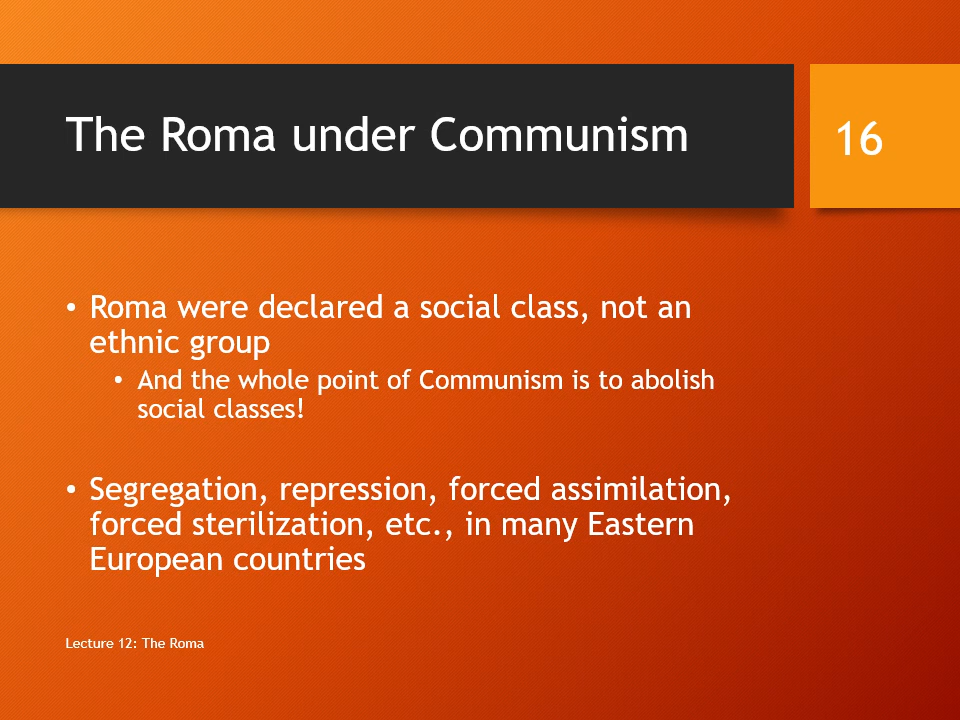 The Roma under Communism
16
• Roma were declared a social class, not an
ethnic group
• And the whole point of Communism is to abolish
social classes!
• Segregation, repression, forced assimilation,
forced sterilization, etc., in many Eastern
European countries
Lecture 12: The Roma